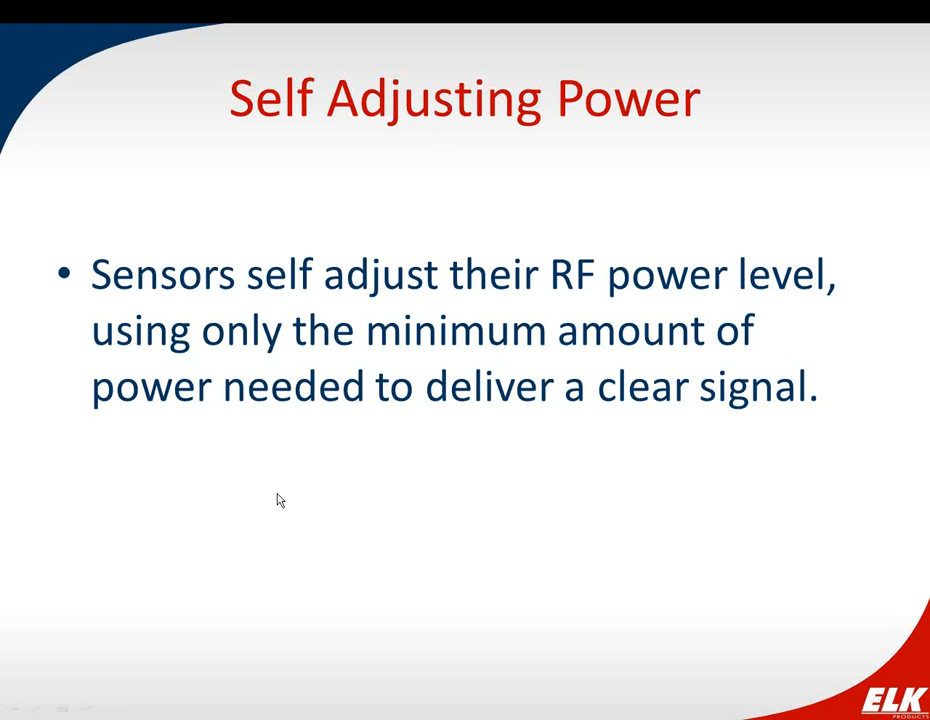 Self Adjusting Power
• Sensors self adjust their RF power level,
using only the minimum amount of
power needed to deliver a clear signal.
ELK
PRODUCTS